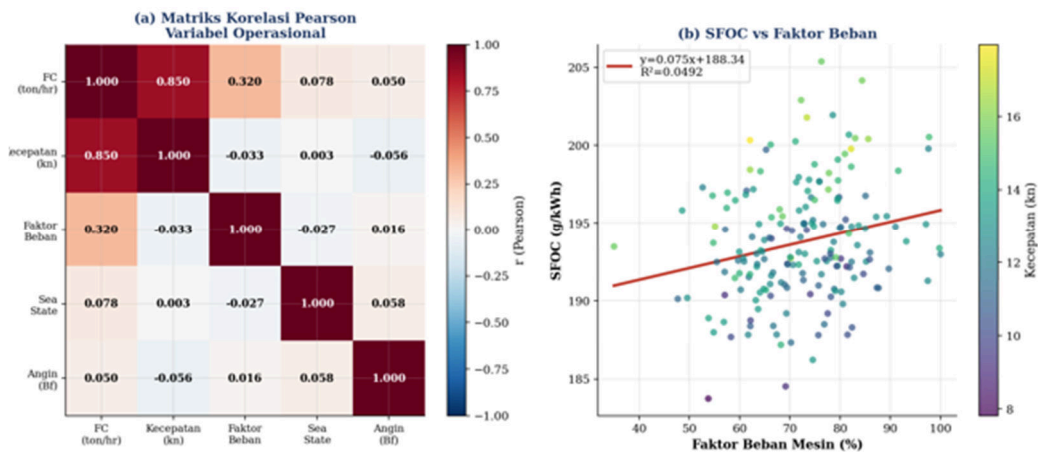 (a) Matriks Korelasi Pearson
Variabel Operasional
FC
(ton/hr)
1.000 0.850 0.320 0.078 0.050
ecepatan
(kn)
0.850 1.000 -0.033 0.003 -0.056
Faktor
Beban
0.320 -0.033 1.000 -0.027 0.016
Sea
State
0.078 0.003 -0.027 1.000 0.058
Angin
(Bf)
0.050 -0.056 0.016 0.058 1.000
FC Kecepatan Faktor Sea Angin
(ton/hr) (kn) Beban State (Bf)
1.00
0.75
0.50
0.25
0.00
−0.25
−0.50
−0.75
−1.00
r (Pearson)
(b) SFOC vs Faktor Beban
y=0.075x+188.34
R²=0.0492
205
200
195
190
185
SFOC (g/kWh)
40 50 60 70 80 90 100
Faktor Beban Mesin (%)
16
14
12
10
8
Kecepatan (kn)